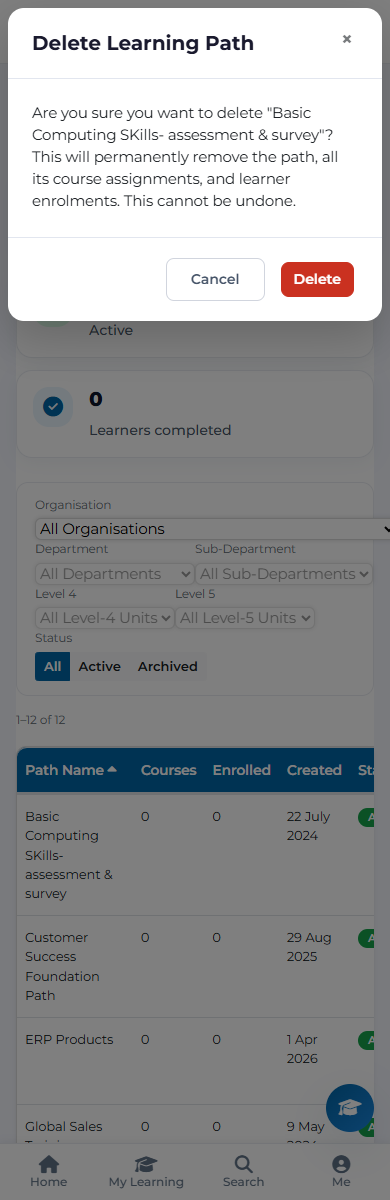 Delete Learning Path ×
Are you sure you want to delete "Basic
Computing SKills- assessment & survey"?
This will permanently remove the path, all
its course assignments, and learner
enrolments. This cannot be undone.
Cancel Delete
Active
0
Learners completed
Organisation
All Organisations
Department Sub-Department
All Departments All Sub-Departments
Level 4 Level 5
All Level-4 Units All Level-5 Units
Status
All Active Archived
1–12 of 12
Path Name Courses Enrolled Created
Basic 0 0 22 July
Computing 2024
SKills-
assessment &
survey
Customer 0 0 29 Aug
Success 2025
Foundation
Path
ERP Products 0 0 1 Apr
2026
Global Sales 0 0 9 May
Home My Learning Search Me